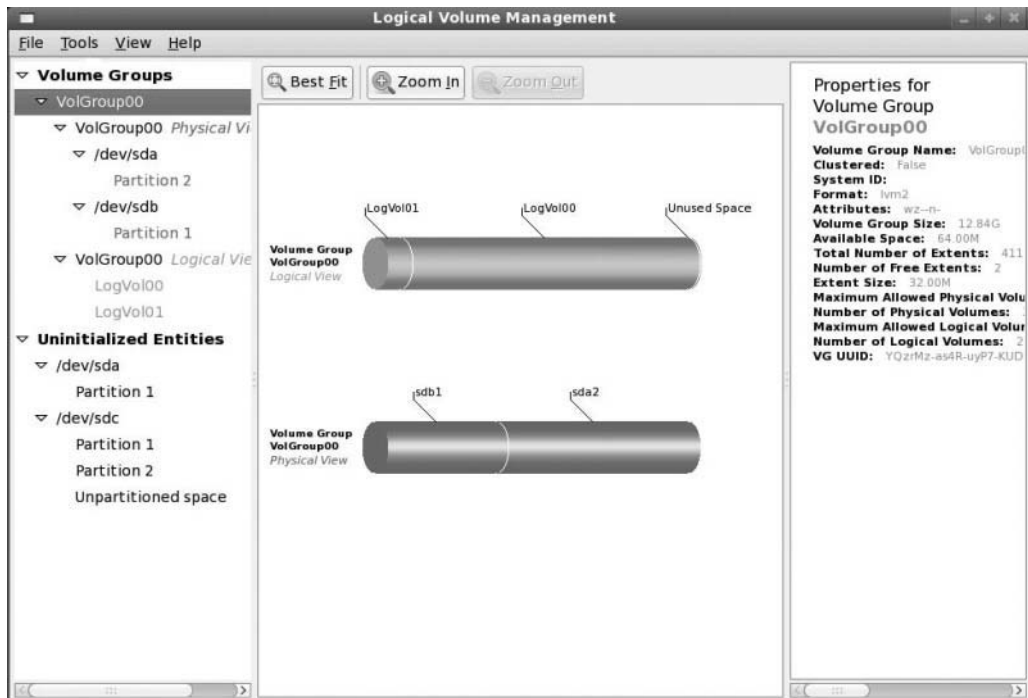 Logical Volume Management
File Tools View Help
Volume Groups
VolGroup00
VolGroup00 Physical Vi
/dev/sda
Partition 2
/dev/sdb
Partition 1
VolGroup00 Logical Vie
LogVol00
LogVol01
Uninitialized Entities
/dev/sda
Partition 1
/dev/sdc
Partition 1
Partition 2
Unpartitioned space
Best Fit Zoom In Zoom Out
LogVol01 LogVol00 Unused Space
Volume Group
VolGroup00
Logical View
sdb1 sda2
Volume Group
VolGroup00
Physical View
Properties for
Volume Group
VolGroup00
Volume Group Name: VolGroup
Clustered: False
System ID:
Format: lvm2
Attributes: wz--n-
Volume Group Size: 12.84G
Available Space: 64.00M
Total Number of Extents: 411
Number of Free Extents: 2
Extent Size: 32.00M
Maximum Allowed Physical Volu
Number of Physical Volumes:
Maximum Allowed Logical Volur
Number of Logical Volumes: 2
VG UUID: YQzrMz-as4R-uyP7-KUD